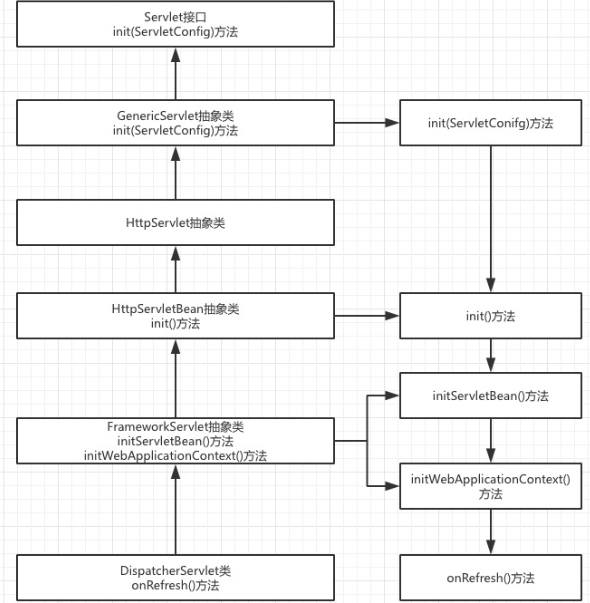 Servlet接口
init(ServletConfig)方法
GenericServlet抽象类
init(ServletConfig)方法
init(ServletConifg)方法
HttpServlet抽象类
HttpServletBean抽象类
init()方法
init()方法
initServletBean()方法
FrameworkServlet抽象类
initServletBean()方法
initWebApplicationContext()方法
initWebApplicationContext()
方法
DispatcherServlet类
onRefresh()方法
onRefresh()方法